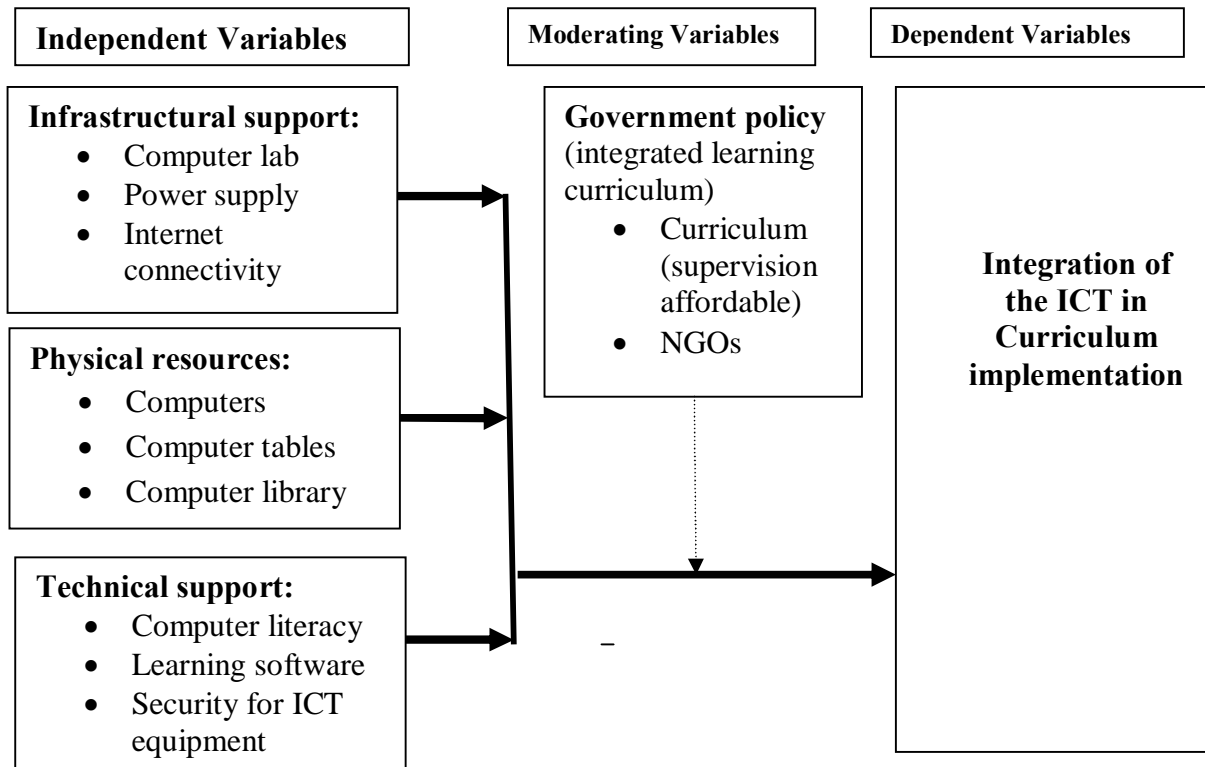 Independent Variables
Moderating Variables
Dependent Variables
Infrastructural support:
• Computer lab
• Power supply
• Internet
connectivity
Physical resources:
• Computers
• Computer tables
• Computer library
Technical support:
• Computer literacy
• Learning software
• Security for ICT
equipment
Government policy
(integrated learning
curriculum)
• Curriculum
(supervision
affordable)
• NGOs
Integration of
the ICT in
Curriculum
implementation